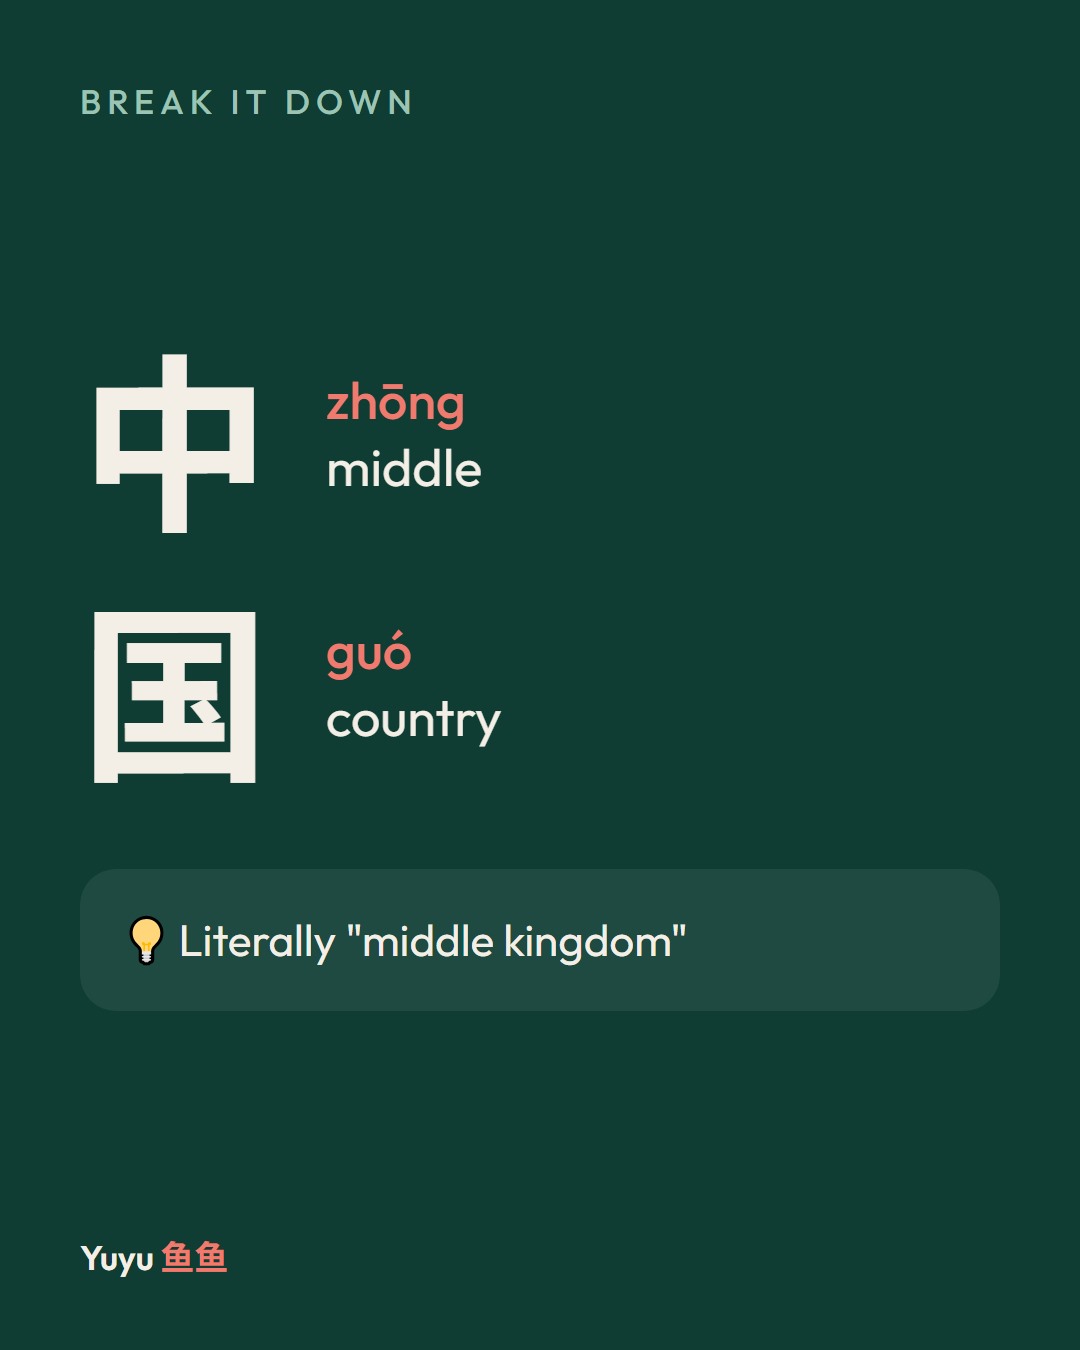 BREAK IT DOWN
中
zhōng
middle
国
guó
country
💡 Literally "middle kingdom"
Yuyu 鱼鱼